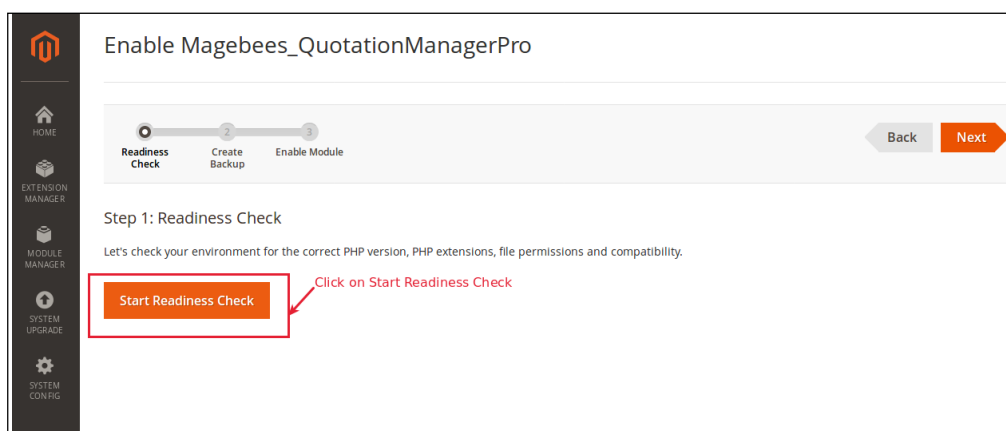 Enable Magebees_QuotationManagerPro
HOME
EXTENSION
MANAGER
MODULE
MANAGER
SYSTEM
UPGRADE
SYSTEM
CONFIG
2
3
Readiness
Check
Create
Backup
Enable Module
Back
Next
Step 1: Readiness Check
Let's check your environment for the correct PHP version, PHP extensions, file permissions and compatibility.
Click on Start Readiness Check
Start Readiness Check